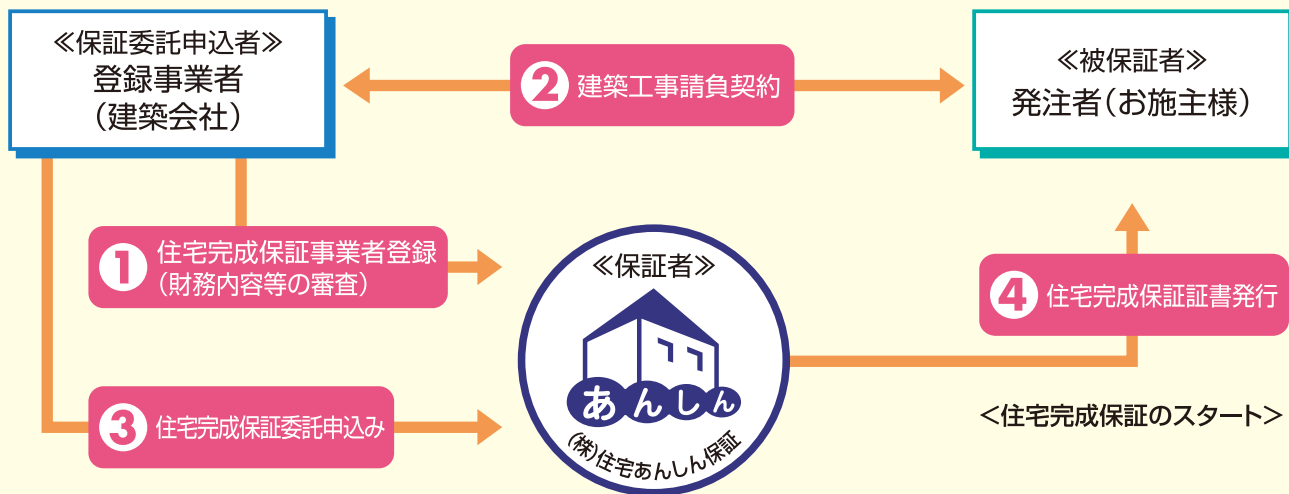 ≪保証委託申込者≫
登録事業者
(建築会社)
❷ 建築工事請負契約
≪被保証者≫
発注者(お施主様)
❶ 住宅完成保証事業者登録
(財務内容等の審査)
≪保証者≫
あんしん
(株)住宅あんしん保証
❹ 住宅完成保証証書発行
❸ 住宅完成保証委託申込み
<住宅完成保証のスタート>